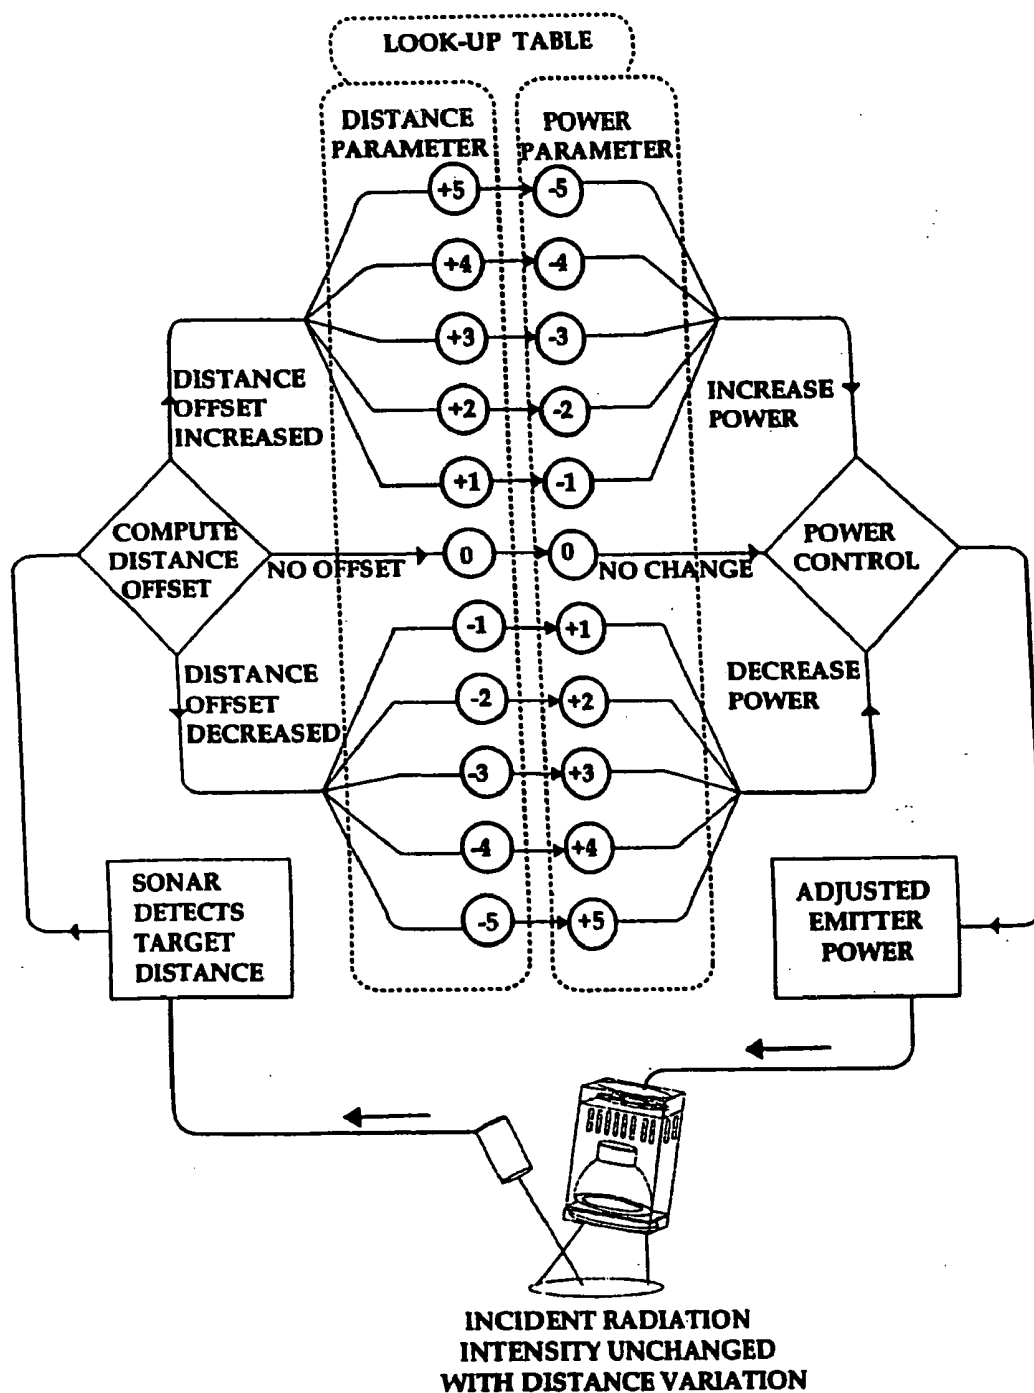 LOOK-UP TABLE
DISTANCE
PARAMETER
POWER
PARAMETER
+5
-5
+4
-4
+3
-3
+2
-2
+1
-1
0
0
-1
+1
-2
+2
-3
+3
-4
+4
-5
+5
DISTANCE
OFFSET
INCREASED
INCREASE
POWER
COMPUTE
DISTANCE
OFFSET
NO OFFSET
NO CHANGE
POWER
CONTROL
DISTANCE
OFFSET
DECREASED
DECREASE
POWER
SONAR
DETECTS
TARGET
DISTANCE
ADJUSTED
EMITTER
POWER
INCIDENT RADIATION
INTENSITY UNCHANGED
WITH DISTANCE VARIATION